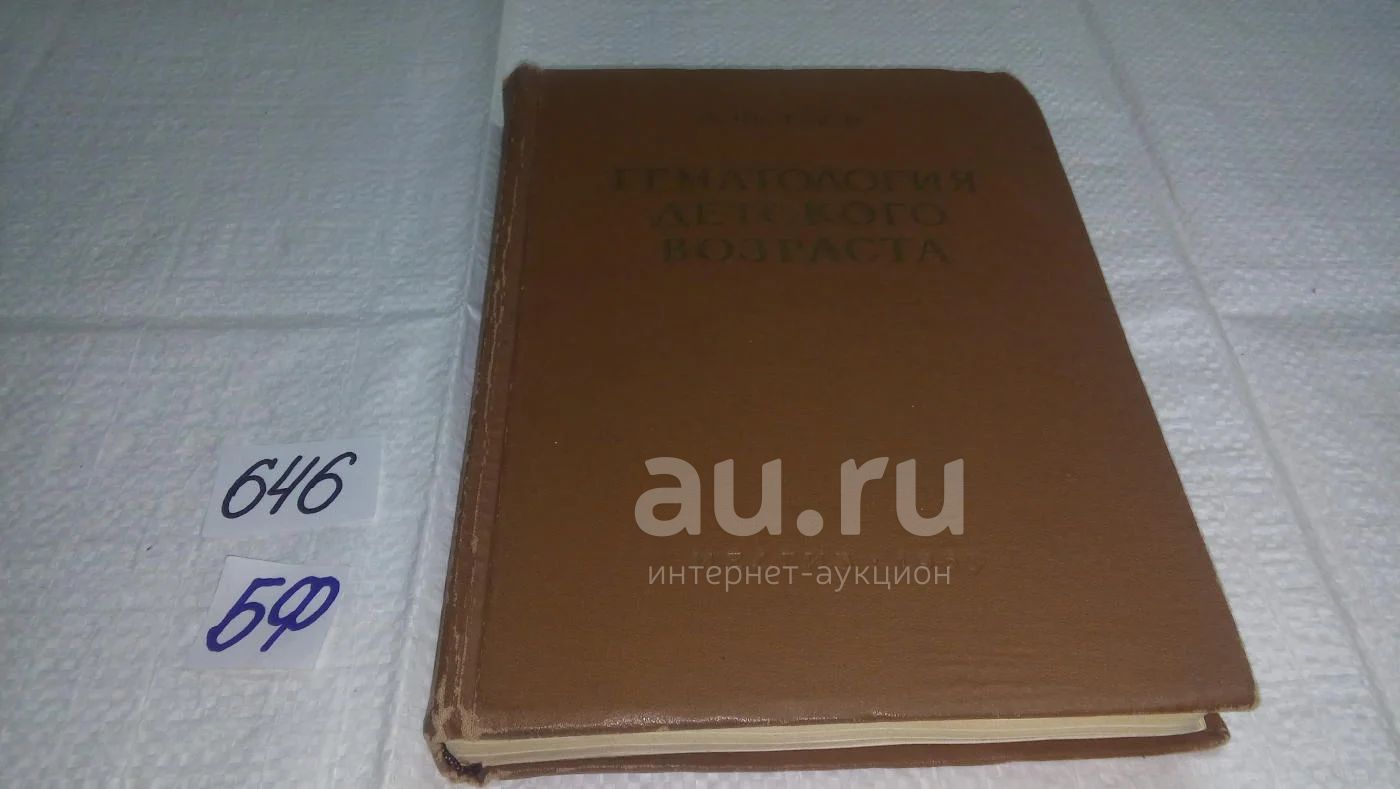 ГЕМАТОЛОГИЯ
ДЕТСКОГО
ВОЗРАСТА
646
БФ
au.ru
интернет-аукцион